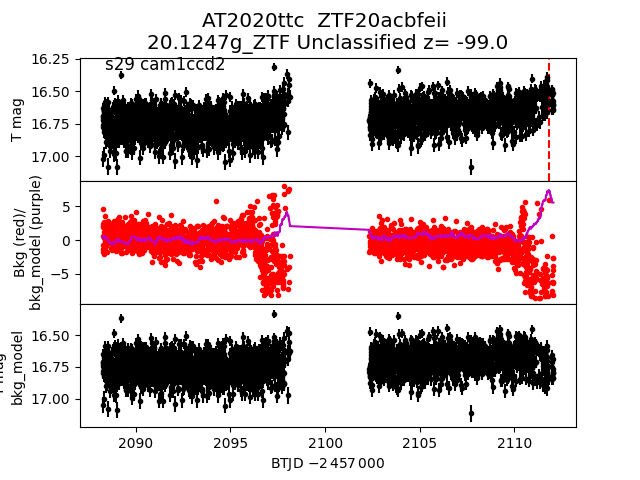 AT2020ttc  ZTF20acbfeii
20.1247g_ZTF Unclassified z= -99.0
s29 cam1ccd2
16.25
16.50
16.75
17.00
T mag
5
0
−5
Bkg (red)/
bkg_model (purple)
16.50
16.75
17.00
bkg_model
2090
2095
2100
2105
2110
BTJD −2 457 000